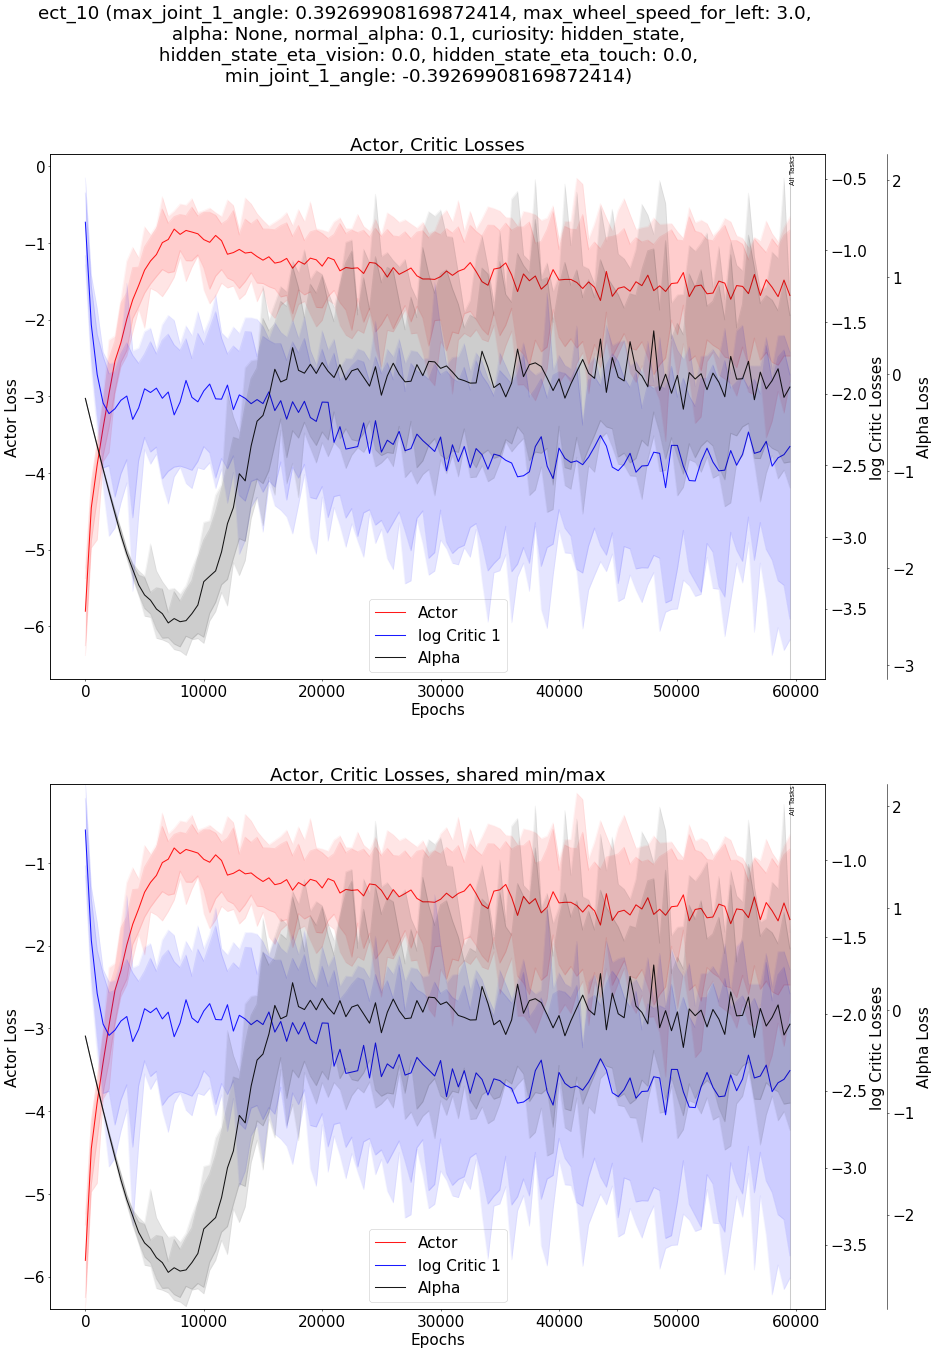 ect_10 (max_joint_1_angle: 0.39269908169872414, max_wheel_speed_for_left: 3.0,
alpha: None, normal_alpha: 0.1, curiosity: hidden_state,
hidden_state_eta_vision: 0.0, hidden_state_eta_touch: 0.0,
min_joint_1_angle: -0.39269908169872414)
Actor, Critic Losses
All Tasks
0
−1
−2
−3
−4
−5
−6
Actor Loss
−0.5
−1.0
−1.5
−2.0
−2.5
−3.0
−3.5
log Critic Losses
2
1
0
−1
−2
−3
Alpha Loss
Actor
log Critic 1
Alpha
0 10000 20000 30000 40000 50000 60000
Epochs
Actor, Critic Losses, shared min/max
All Tasks
−1
−2
−3
−4
−5
−6
Actor Loss
−1.0
−1.5
−2.0
−2.5
−3.0
−3.5
log Critic Losses
2
1
0
−1
−2
Alpha Loss
Actor
log Critic 1
Alpha
0 10000 20000 30000 40000 50000 60000
Epochs